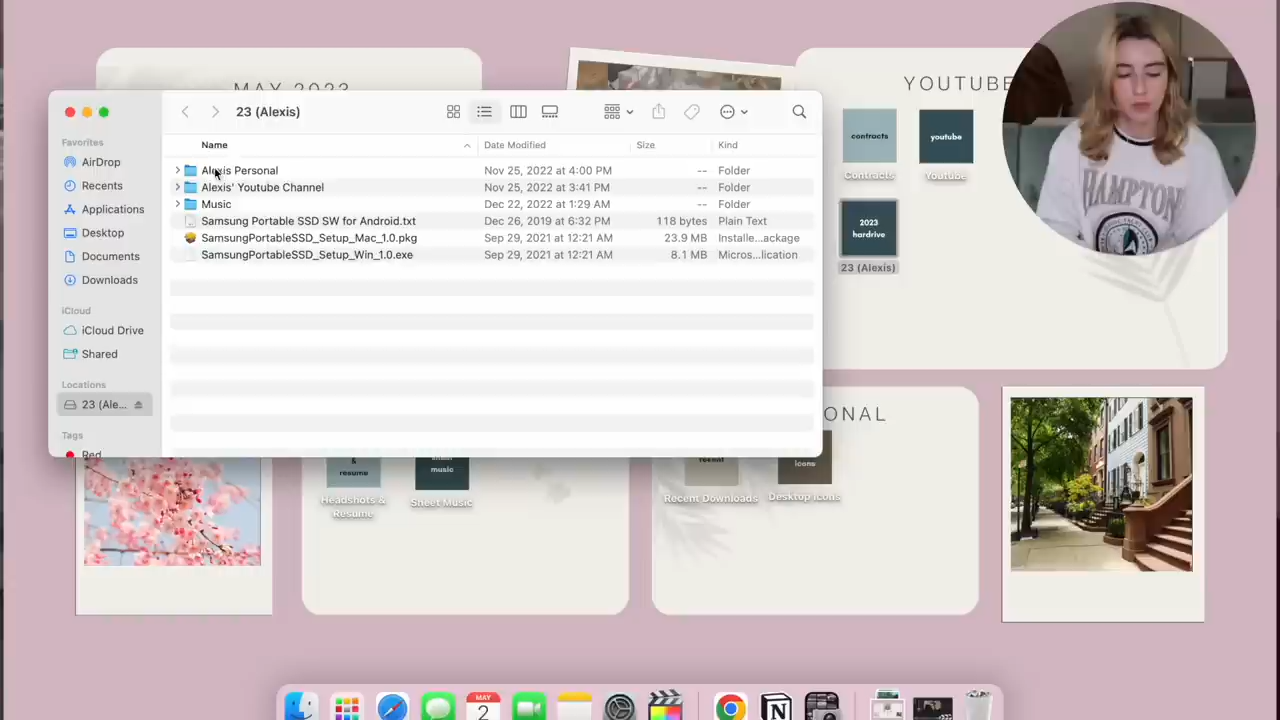 MAY 2023
YOUTUBE
23 (Alexis)
Favorites
AirDrop
Recents
Applications
Desktop
Documents
Downloads
iCloud
iCloud Drive
Shared
Locations
23 (Ale...
Tags
Red
Name Date Modified Size Kind
Alexis Personal Nov 25, 2022 at 4:00 PM -- Folder
Alexis' Youtube Channel Nov 25, 2022 at 3:41 PM -- Folder
Music Dec 22, 2022 at 1:29 AM -- Folder
Samsung Portable SSD SW for Android.txt Dec 26, 2019 at 6:32 PM 118 bytes Plain Text
SamsungPortableSSD_Setup_Mac_1.0.pkg Sep 29, 2021 at 12:21 AM 23.9 MB Installe...ackage
SamsungPortableSSD_Setup_Win_1.0.exe Sep 29, 2021 at 12:21 AM 8.1 MB Micros...lication
contracts
Contracts
youtube
Youtube
2023
hardrive
23 (Alexis)
HAMPTON
ONAL
resume
Headshots &
Resume
music
Sheet Music
Recent Downloads
icons
Desktop Icons
MAY
2
N